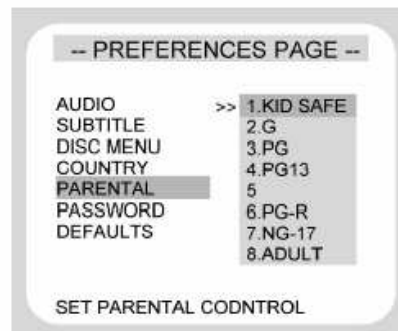 -- PREFERENCES PAGE --
AUDIO >> 1.KID SAFE
SUBTITLE 2.G
DISC MENU 3.PG
COUNTRY 4.PG13
PARENTAL 5
PASSWORD 6.PG-R
DEFAULTS 7.NG-17
8.ADULT
SET PARENTAL CODNTROL